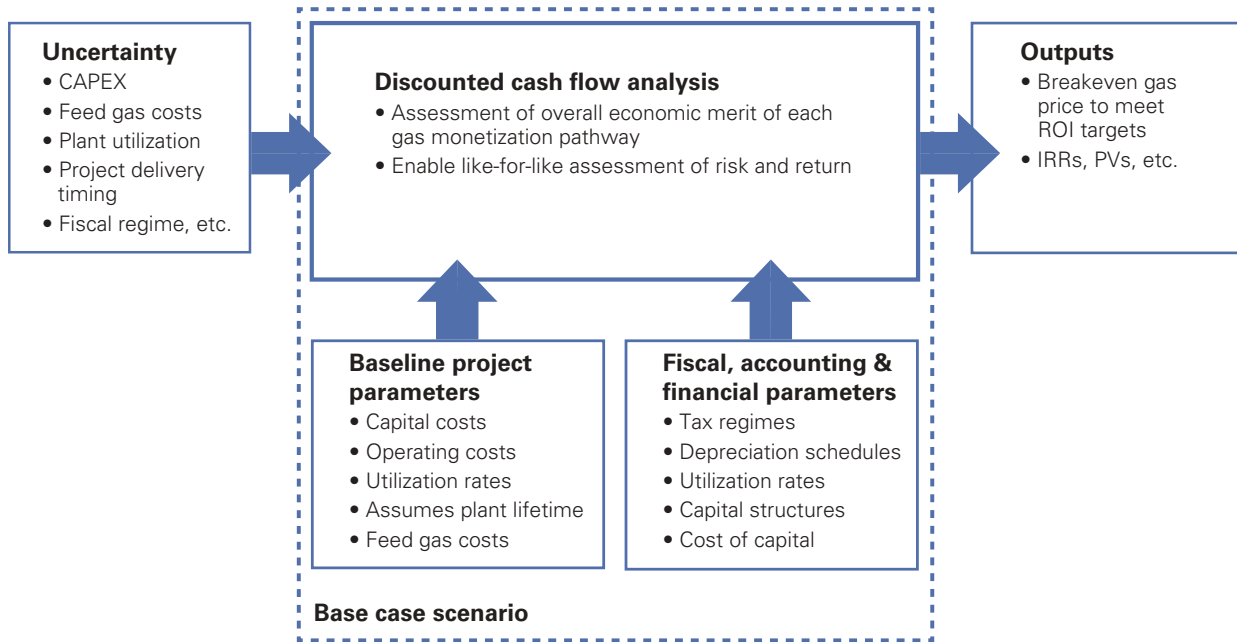 Uncertainty
• CAPEX
• Feed gas costs
• Plant utilization
• Project delivery
timing
• Fiscal regime, etc.
Discounted cash flow analysis
• Assessment of overall economic merit of each
gas monetization pathway
• Enable like-for-like assessment of risk and return
Outputs
• Breakeven gas
price to meet
ROI targets
• IRRs, PVs, etc.
Baseline project
parameters
• Capital costs
• Operating costs
• Utilization rates
• Assumes plant lifetime
• Feed gas costs
Fiscal, accounting &
financial parameters
• Tax regimes
• Depreciation schedules
• Utilization rates
• Capital structures
• Cost of capital
Base case scenario